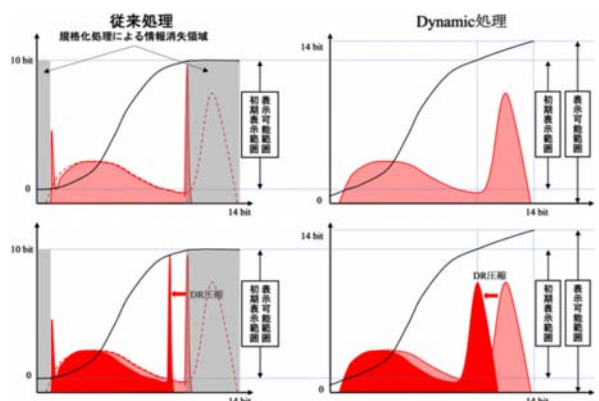 従来処理
規格化処理による情報消失領域
10 bit
0
14 bit
初期表示範囲
表示可能範囲
Dynamic処理
14 bit
10 bit
0
14 bit
初期表示範囲
表示可能範囲
10 bit
0
14 bit
DR圧縮
初期表示範囲
表示可能範囲
14 bit
10 bit
0
14 bit
DR圧縮
初期表示範囲
表示可能範囲